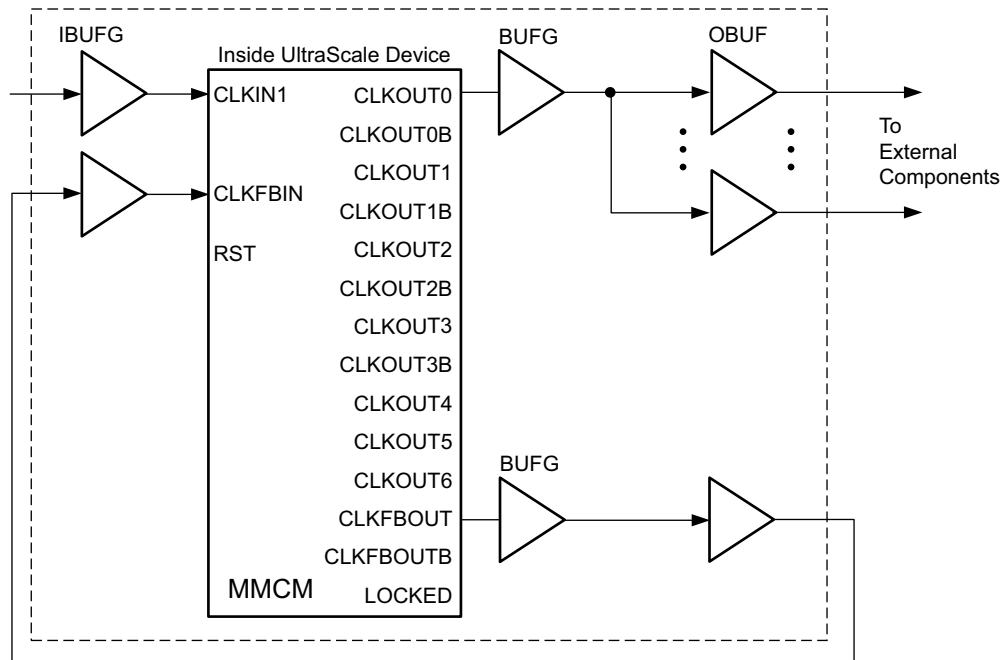 IBUFG
Inside UltraScale Device
BUFG
OBUF
CLKIN1
CLKFBIN
RST
CLKOUT0
CLKOUT0B
CLKOUT1
CLKOUT1B
CLKOUT2
CLKOUT2B
CLKOUT3
CLKOUT3B
CLKOUT4
CLKOUT5
CLKOUT6
CLKFBOUT
CLKFBOUTB
LOCKED
MMCM
BUFG
To
External
Components